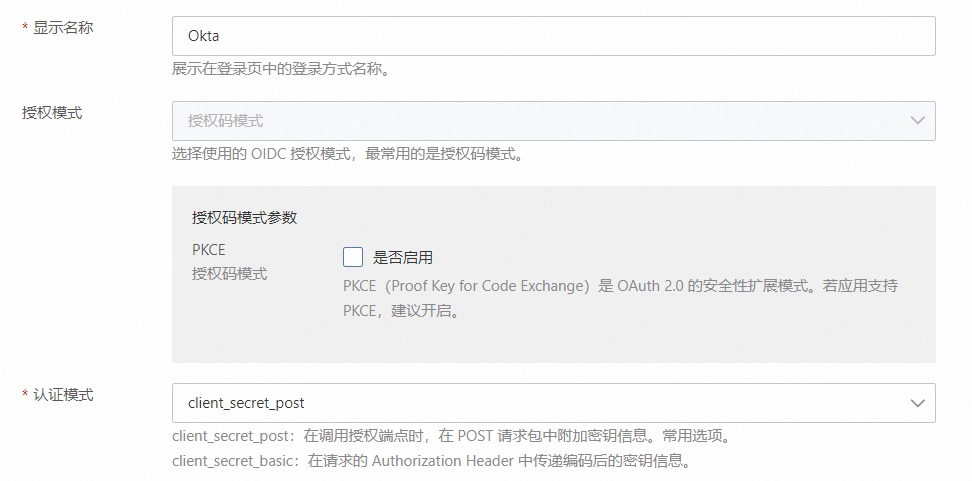 * 显示名称
Okta
展示在登录页中的登录方式名称。
授权模式
授权码模式
选择使用的 OIDC 授权模式，最常用的是授权码模式。
授权码模式参数
PKCE
授权码模式
是否启用
PKCE（Proof Key for Code Exchange）是 OAuth 2.0 的安全性扩展模式。若应用支持
PKCE，建议开启。
* 认证模式
client_secret_post
client_secret_post：在调用授权端点时，在 POST 请求包中附加密钥信息。常用选项。
client_secret_basic：在请求的 Authorization Header 中传递编码后的密钥信息。